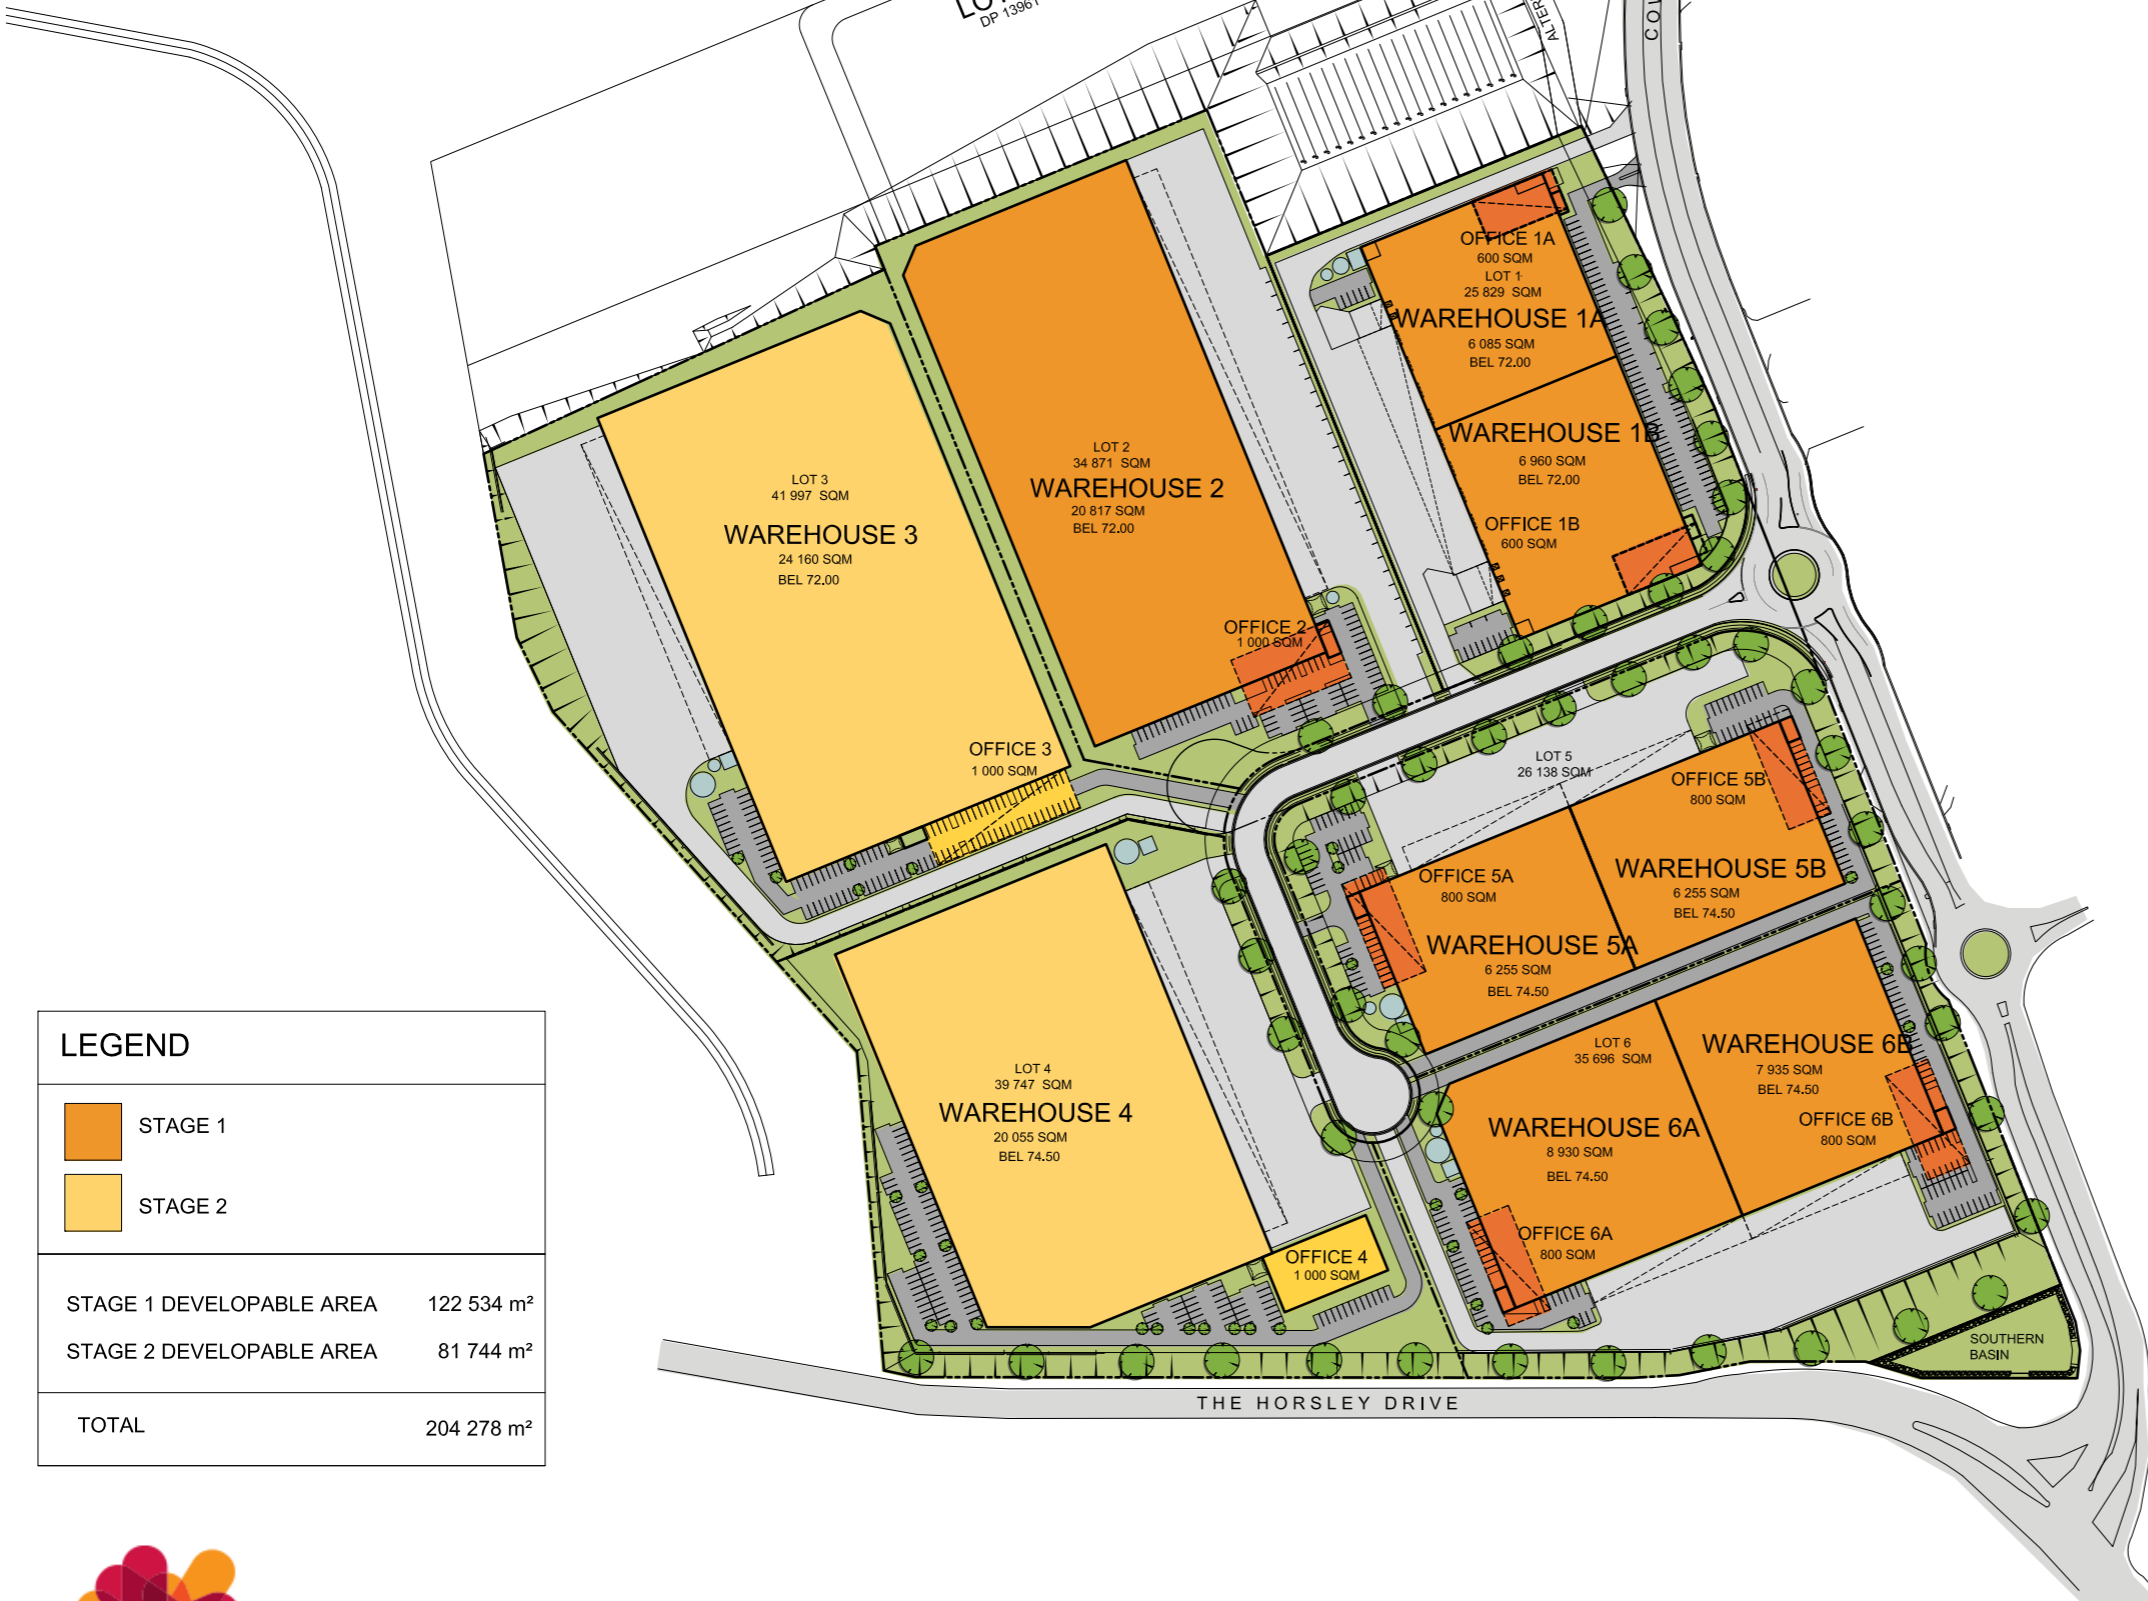 DP 1396
LOT 3
41 997 SQM
WAREHOUSE 3
24 160 SQM
BEL 72.00
OFFICE 3
1 000 SQM
LOT 2
34 871 SQM
WAREHOUSE 2
20 817 SQM
BEL 72.00
OFFICE 2
1 000 SQM
OFFICE 1A
600 SQM
LOT 1
25 829 SQM
WAREHOUSE 1A
6 085 SQM
BEL 72.00
WAREHOUSE 1B
6 960 SQM
BEL 72.00
OFFICE 1B
600 SQM
LOT 5
26 138 SQM
OFFICE 5B
800 SQM
WAREHOUSE 5B
6 255 SQM
BEL 74.50
OFFICE 5A
800 SQM
WAREHOUSE 5A
6 255 SQM
BEL 74.50
LOT 6
35 696 SQM
WAREHOUSE 6B
7 935 SQM
BEL 74.50
OFFICE 6B
800 SQM
WAREHOUSE 6A
8 930 SQM
BEL 74.50
OFFICE 6A
800 SQM
LOT 4
39 747 SQM
WAREHOUSE 4
20 055 SQM
BEL 74.50
OFFICE 4
1 000 SQM
SOUTHERN
BASIN
THE HORSLEY DRIVE
LEGEND
STAGE 1
STAGE 2
STAGE 1 DEVELOPABLE AREA 122 534 m²
STAGE 2 DEVELOPABLE AREA 81 744 m²
TOTAL 204 278 m²